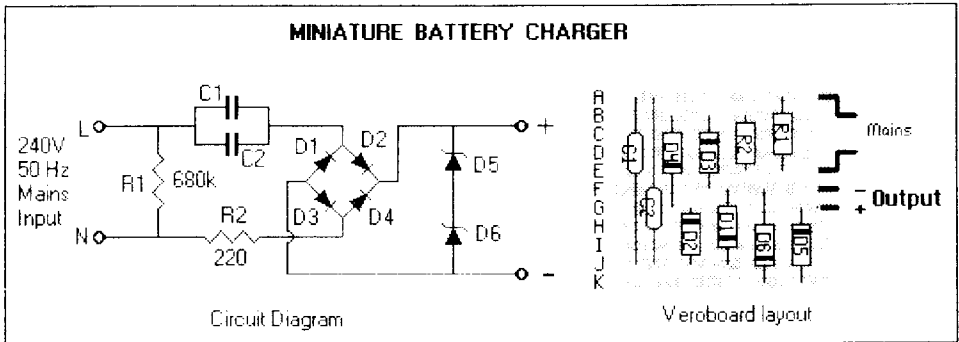 MINIATURE BATTERY CHARGER
C1
L
C2
240V
50 Hz
Mains
Input
R1
680k
D1
D2
D3
D4
N
R2
220
+
D5
D6
-
Circuit Diagram
A
B
C
D
E
F
G
H
I
J
K
C1
C2
D4
D3
R2
R1
D2
D1
D6
D5
Mains
- Output
+
Veroboard layout